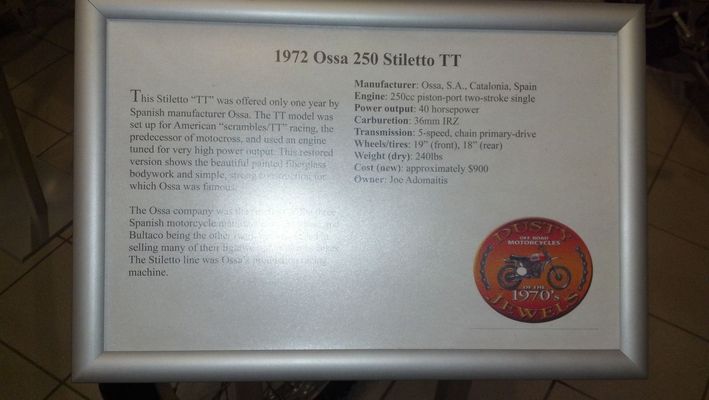 1972 Ossa 250 Stiletto TT
This Stiletto “TT” was offered only one year by
Spanish manufacturer Ossa. The TT model was
set up for American “scrambles/TT” racing, the
predecessor of motocross, and used an engine
tuned for very high power output. This restored
version shows the beautiful painted fiberglass
bodywork and simple, strong construction for
which Ossa was famous.
The Ossa company was the
Spanish motorcycle
Bultaco being the other
selling many of their
The Stiletto line was Ossa's
machine.
Manufacturer: Ossa, S.A., Catalonia, Spain
Engine: 250cc piston-port two-stroke single
Power output: 40 horsepower
Carburetion: 36mm IRZ
Transmission: 5-speed, chain primary-drive
Wheels/tires: 19” (front), 18” (rear)
Weight (dry): 240lbs
Cost (new): approximately $900
Owner: Joe Adomaitis
DUSTY
OFF ROAD
MOTORCYCLES
OF THE
1970's
JEWELS